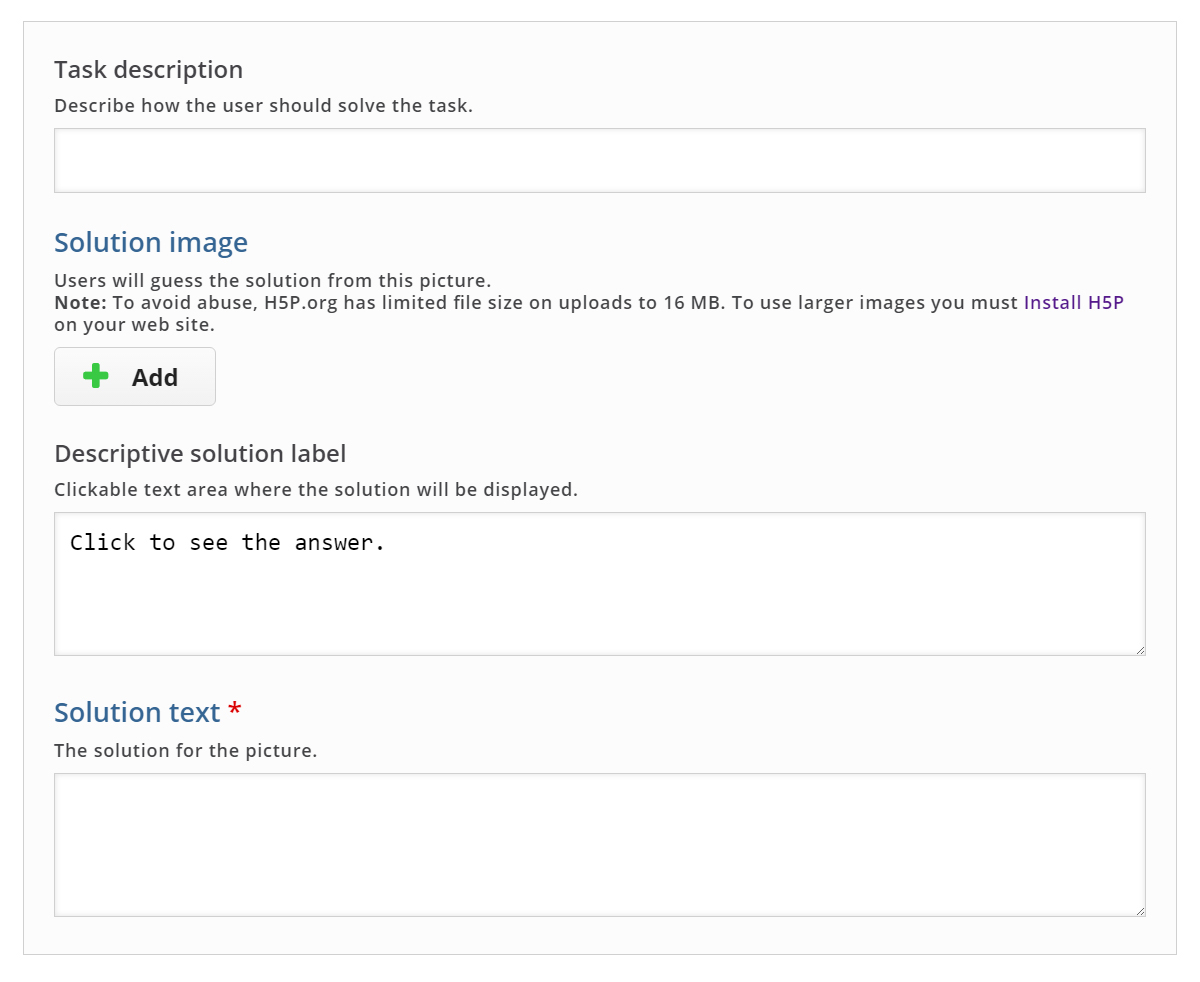 Task description
Describe how the user should solve the task.
Solution image
Users will guess the solution from this picture.
Note: To avoid abuse, H5P.org has limited file size on uploads to 16 MB. To use larger images you must Install H5P
on your web site.
Add
Descriptive solution label
Clickable text area where the solution will be displayed.
Click to see the answer.
Solution text *
The solution for the picture.